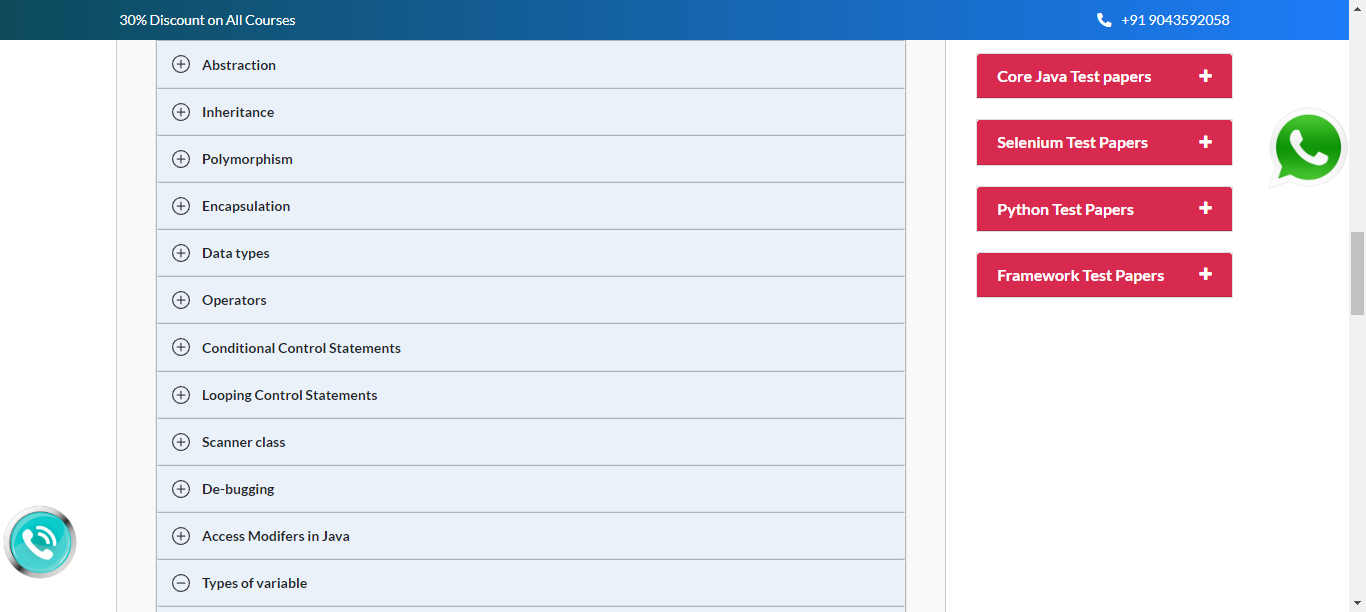 30% Discount on All Courses
+91 9043592058
Abstraction
Inheritance
Polymorphism
Encapsulation
Data types
Operators
Conditional Control Statements
Looping Control Statements
Scanner class
De-bugging
Access Modifers in Java
Types of variable
Core Java Test papers
Selenium Test Papers
Python Test Papers
Framework Test Papers